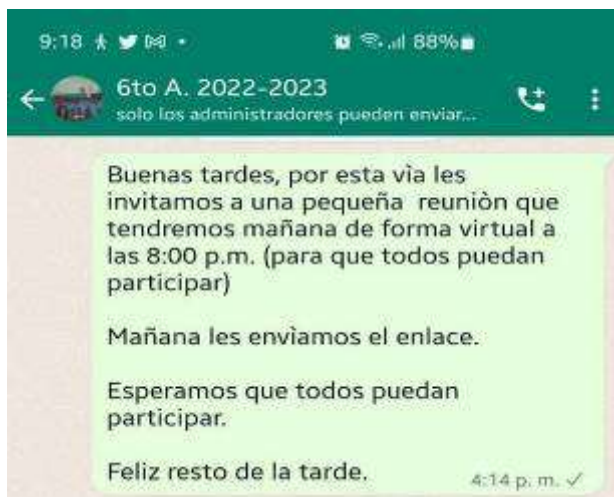 9:18
88%
6to A. 2022-2023
solo los administradores pueden enviar...
Buenas tardes, por esta vìa les
invitamos a una pequeña reuniòn que
tendremos mañana de forma virtual a
las 8:00 p.m. (para que todos puedan
participar)
Mañana les envìamos el enlace.
Esperamos que todos puedan
participar.
Feliz resto de la tarde.
4:14 p. m.